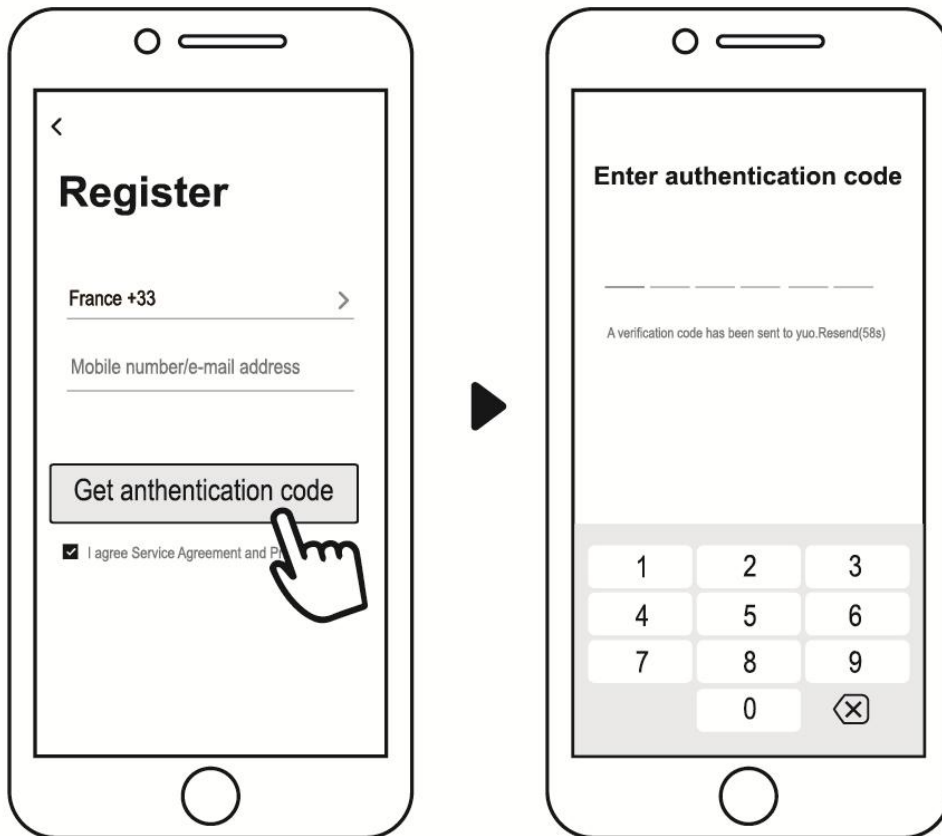 Register
France +33
Mobile number/e-mail address
Get anthentication code
I agree Service Agreement and
Enter authentication code
A verification code has been sent to yuo.Resend(58s)
1 2 3
4 5 6
7 8 9
0